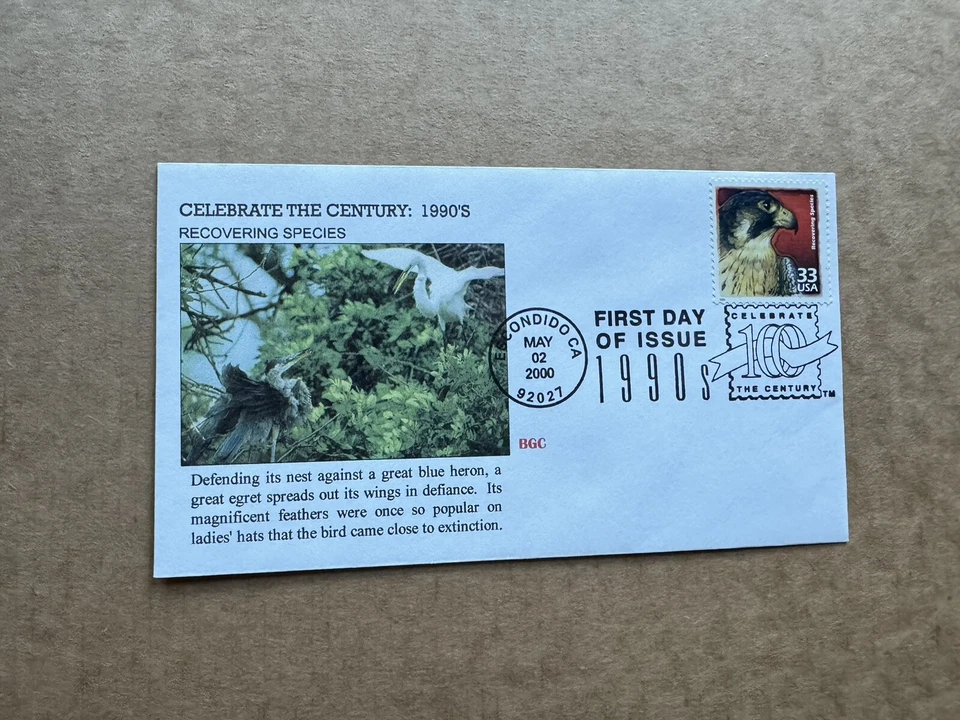 CELEBRATE THE CENTURY: 1990'S
RECOVERING SPECIES
Recovering Species
33
USA
ESCONDIDO CA
MAY
02
2000
92027
FIRST DAY
OF ISSUE
1990s
CELEBRATE
100
THE CENTURY
TM
BGC
Defending its nest against a great blue heron, a
great egret spreads out its wings in defiance. Its
magnificent feathers were once so popular on
ladies' hats that the bird came close to extinction.